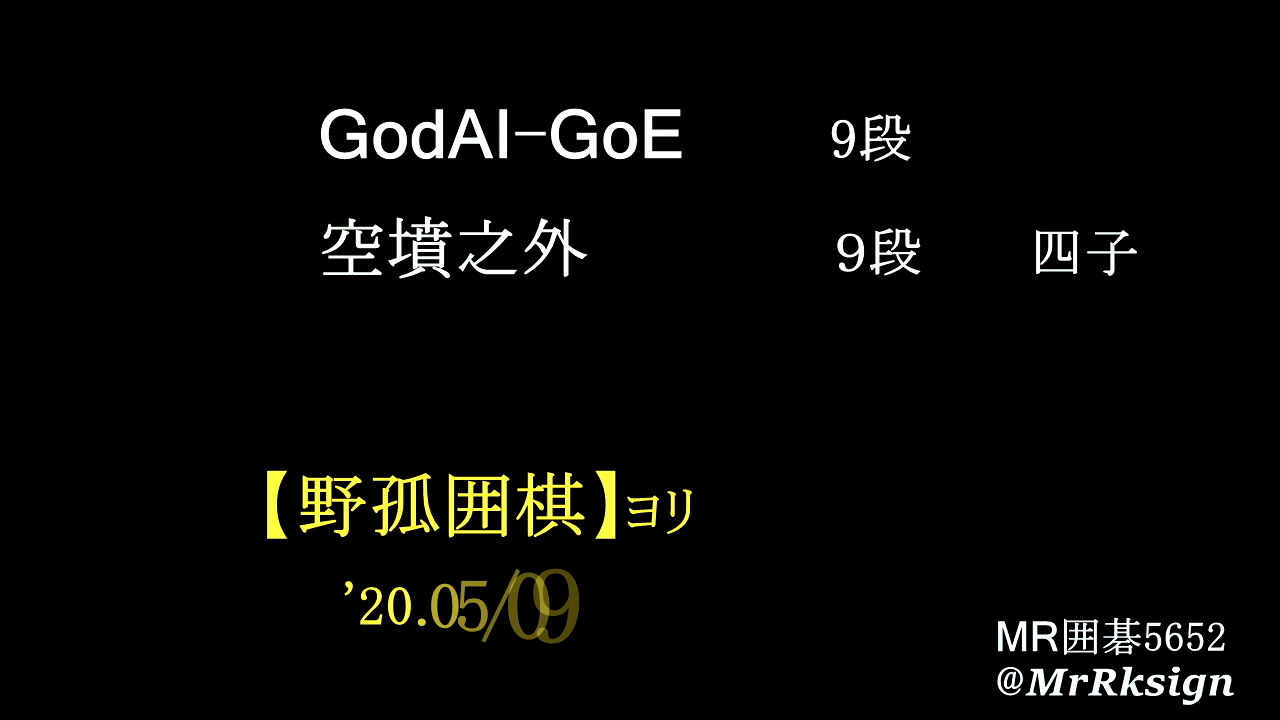 GodAI-GoE 9段
空墳之外 9段 四子
【野孤囲棋】ヨリ
'20.05/09
MR囲碁5652
@MrRksign